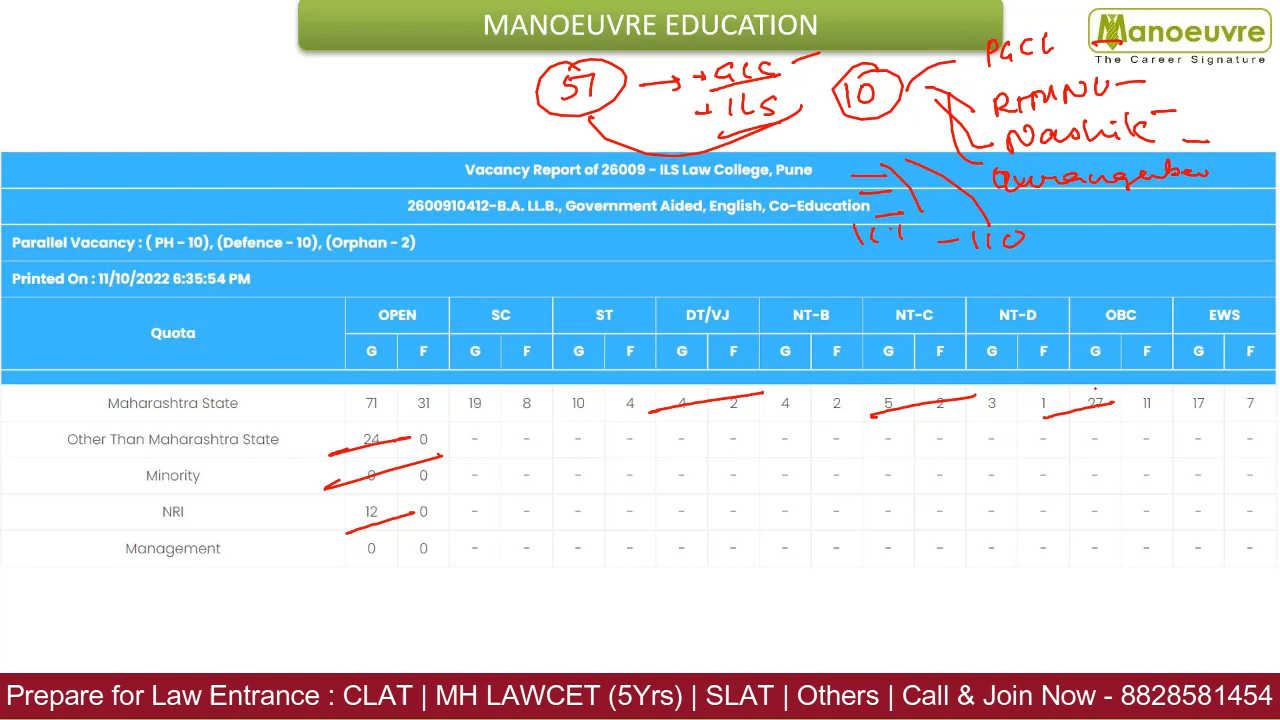 MANOEUVRE EDUCATION
Manoeuvre
The Career Signature
57 → GLC
ILS
10
PGCL
Nashik
110
Vacancy Report of 26009 - ILS Law College, Pune
2600910412-B.A. LL.B., Government Aided, English, Co-Education
Parallel Vacancy : ( PH - 10), (Defence - 10), (Orphan - 2)
Printed On : 11/10/2022 6:35:54 PM
Quota OPEN SC ST DT/VJ NT-B NT-C NT-D OBC EWS
G F G F G F G F G F G F G F G F G F
Maharashtra State 71 31 19 8 10 4 4 2 4 2 5 2 3 1 27 11 17 7
Other Than Maharashtra State 24 0 - - - - - - - - - - - - - - - -
Minority 0 0 - - - - - - - - - - - - - - - -
NRI 12 0 - - - - - - - - - - - - - - - -
Management 0 0 - - - - - - - - - - - - - - - -
Prepare for Law Entrance : CLAT | MH LAWCET (5Yrs) | SLAT | Others | Call & Join Now - 8828581454